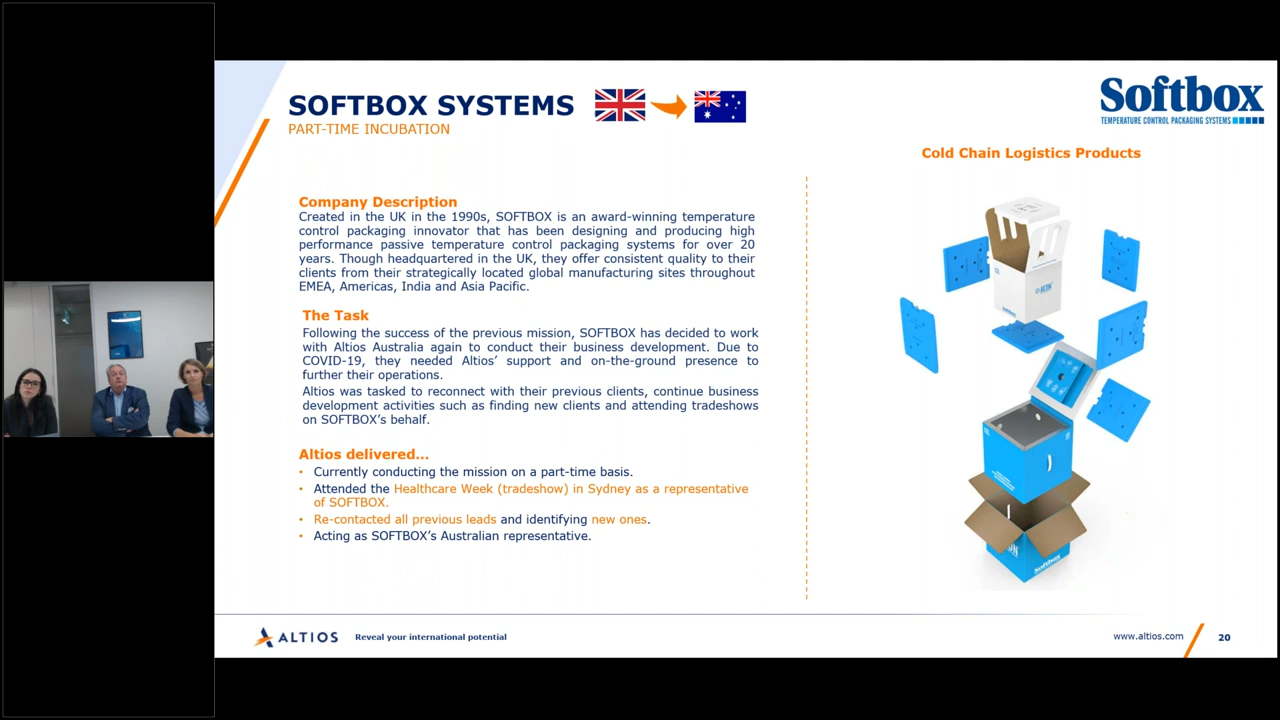 SOFTBOX SYSTEMS
PART-TIME INCUBATION
Softbox
TEMPERATURE CONTROL PACKAGING SYSTEMS
Cold Chain Logistics Products
Company Description
Created in the UK in the 1990s, SOFTBOX is an award-winning temperature
control packaging innovator that has been designing and producing high
performance passive temperature control packaging systems for over 20
years. Though headquartered in the UK, they offer consistent quality to their
clients from their strategically located global manufacturing sites throughout
EMEA, Americas, India and Asia Pacific.
The Task
Following the success of the previous mission, SOFTBOX has decided to work
with Altios Australia again to conduct their business development. Due to
COVID-19, they needed Altios’ support and on-the-ground presence to
further their operations.
Altios was tasked to reconnect with their previous clients, continue business
development activities such as finding new clients and attending tradeshows
on SOFTBOX’s behalf.
Altios delivered...
• Currently conducting the mission on a part-time basis.
• Attended the Healthcare Week (tradeshow) in Sydney as a representative
of SOFTBOX.
• Re-contacted all previous leads and identifying new ones.
• Acting as SOFTBOX’s Australian representative.
Softbox
ALTIOS
Reveal your international potential
www.altios.com
20